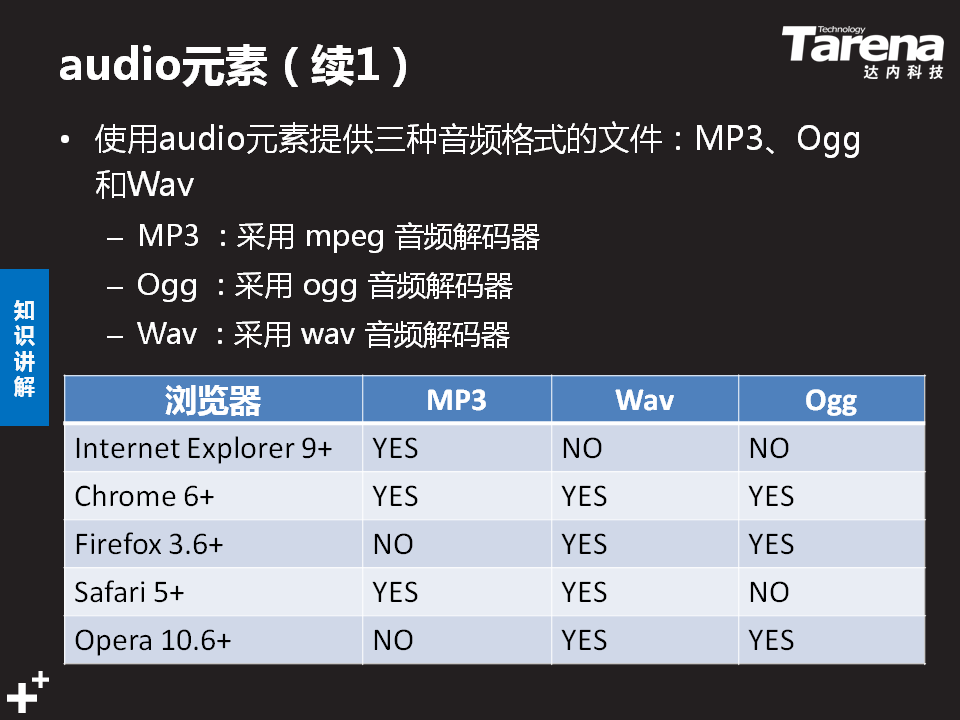 audio元素（续1）
Technology
Tarena
达内科技
• 使用audio元素提供三种音频格式的文件：MP3、Ogg
和Wav
– MP3 ：采用 mpeg 音频解码器
– Ogg ：采用 ogg 音频解码器
– Wav ：采用 wav 音频解码器
知识讲解
浏览器 MP3 Wav Ogg
Internet Explorer 9+ YES NO NO
Chrome 6+ YES YES YES
Firefox 3.6+ NO YES YES
Safari 5+ YES YES NO
Opera 10.6+ NO YES YES